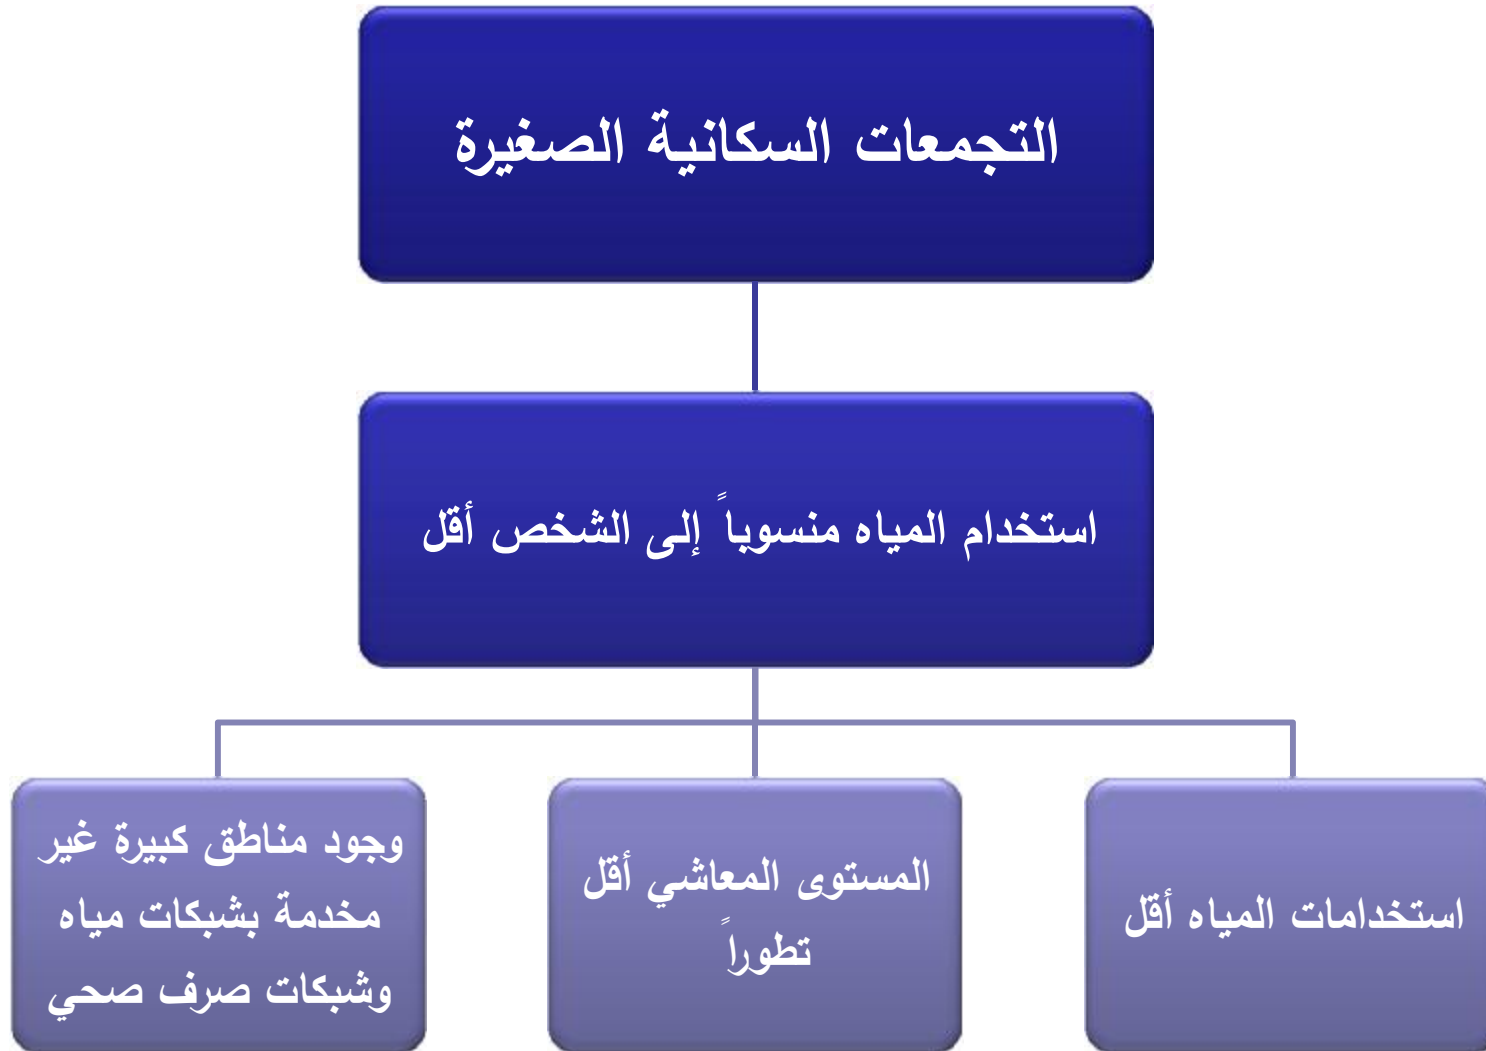 التجمعات السكانية الصغيرة
استخدام المياه منسوباً إلى الشخص أقل
استخدامات المياه أقل
المستوى المعاشي أقل
تطوراً
وجود مناطق كبيرة غير
مخدمة بشبكات مياه
وشبكات صرف صحي